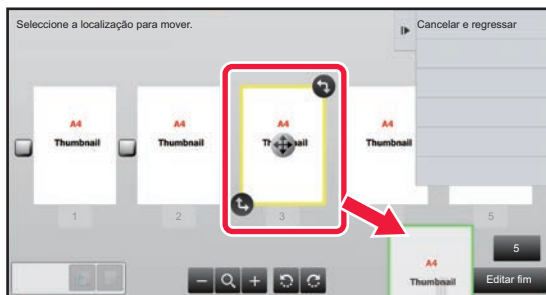 Seleccione a localização para mover.
Cancelar e regressar
A4
Thumbnail
A4
Thumbnail
A4
Thumbnail
A4
Thumbnail
1
2
3
5
A4
Thumbnail
5
Editar fim